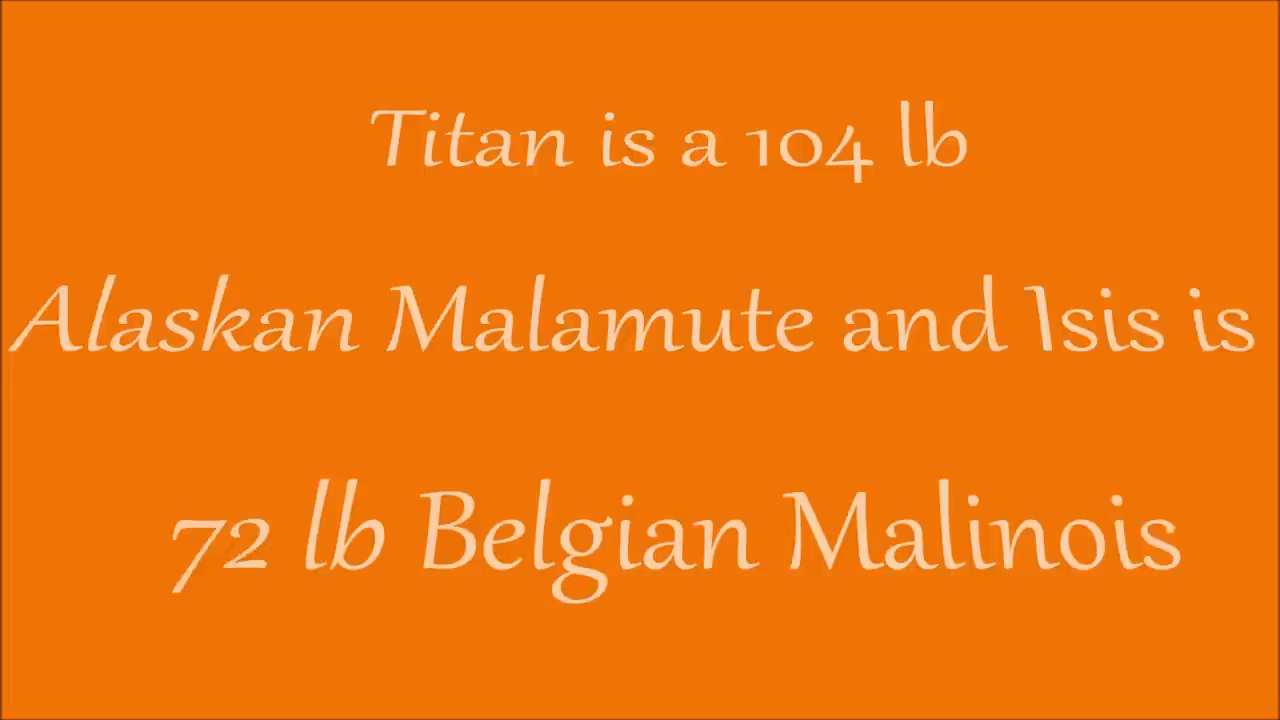 Titan is a 104 lb
Alaskan Malamute and Isis is
72 lb Belgian Malinois